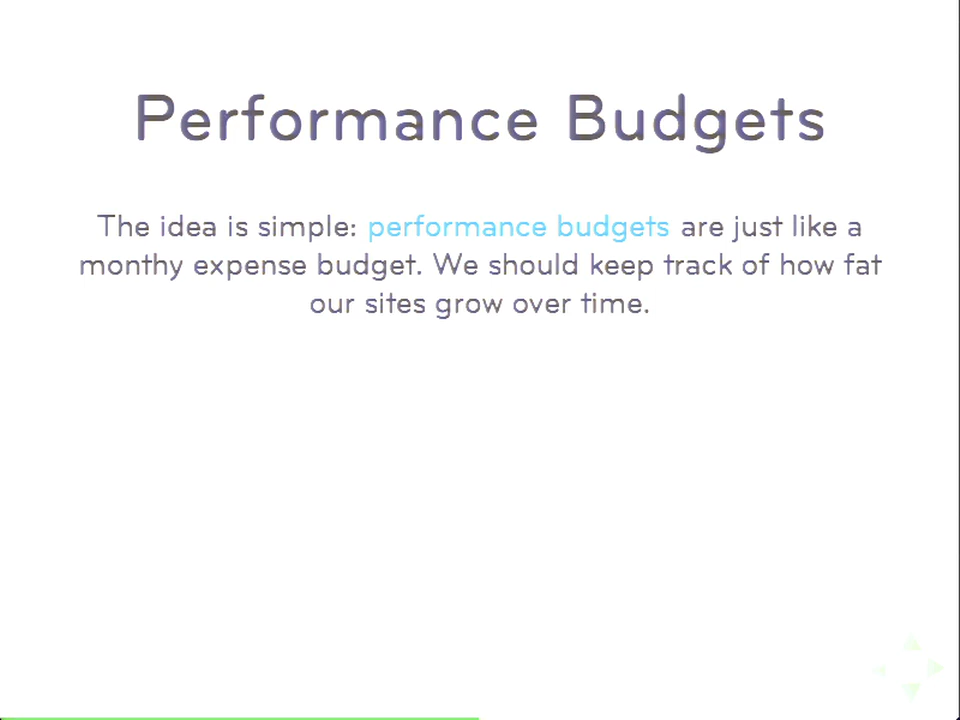 Performance Budgets
The idea is simple: performance budgets are just like a
monthy expense budget. We should keep track of how fat
our sites grow over time.